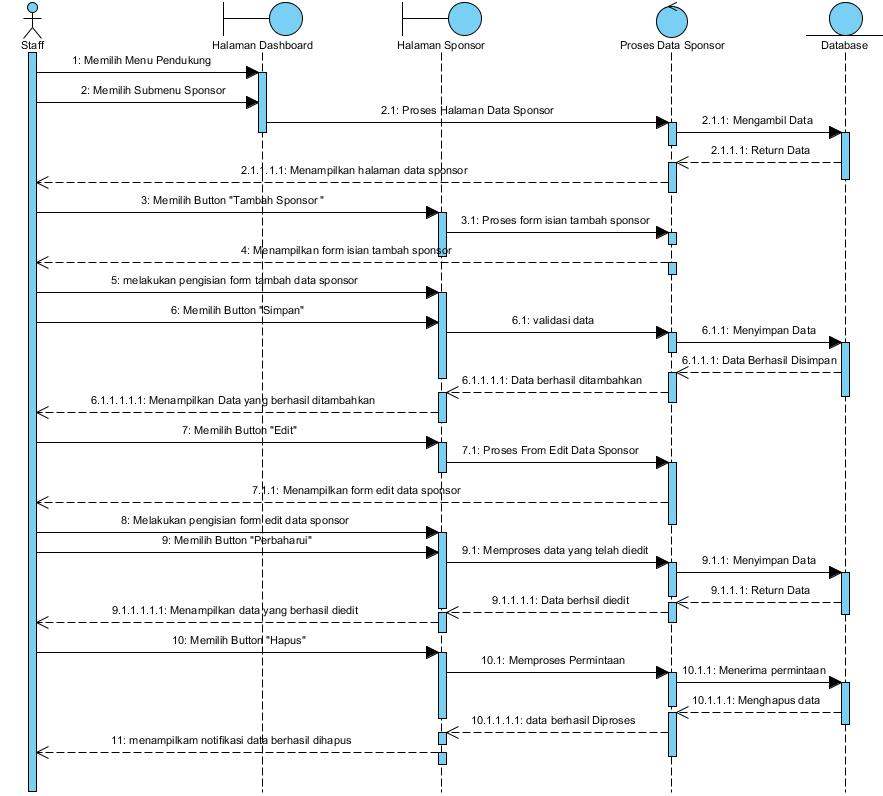 Staff
Halaman Dashboard
Halaman Sponsor
Proses Data Sponsor
Database
1: Memilih Menu Pendukung
2: Memilih Submenu Sponsor
2.1: Proses Halaman Data Sponsor
2.1.1: Mengambil Data
2.1.1.1: Return Data
2.1.1.1.1: Menampilkan halaman data sponsor
3: Memilih Button "Tambah Sponsor "
3.1: Proses form isian tambah sponsor
4: Menampilkan form isian tambah sponsor
5: melakukan pengisian form tambah data sponsor
6: Memilih Button "Simpan"
6.1: validasi data
6.1.1: Menyimpan Data
6.1.1.1: Data Berhasil Disimpan
6.1.1.1.1: Data berhasil ditambahkan
6.1.1.1.1.1: Menampilkan Data yang berhasil ditambahkan
7: Memilih Button "Edit"
7.1: Proses From Edit Data Sponsor
7.1.1: Menampilkan form edit data sponsor
8: Melakukan pengisian form edit data sponsor
9: Memilih Button "Perbaharui"
9.1: Memproses data yang telah diedit
9.1.1: Menyimpan Data
9.1.1.1: Return Data
9.1.1.1.1: Data berhsil diedit
9.1.1.1.1.1: Menampilkan data yang berhasil diedit
10: Memilih Button "Hapus"
10.1: Memproses Permintaan
10.1.1: Menerima permintaan
10.1.1.1: Menghapus data
10.1.1.1.1: data berhasil Diproses
11: menampilkam notifikasi data berhasil dihapus